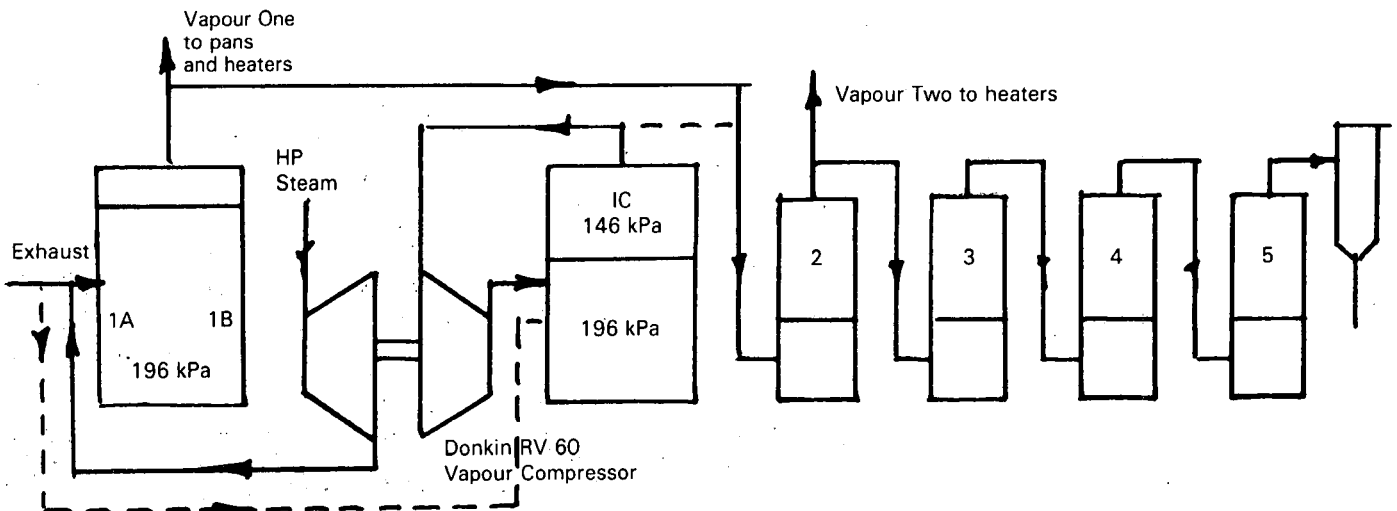 Vapour One
to pans
and heaters
Vapour Two to heaters
HP
Steam
Exhaust
1A
1B
196 kPa
IC
146 kPa
196 kPa
2
3
4
5
Donkin RV 60
Vapour Compressor